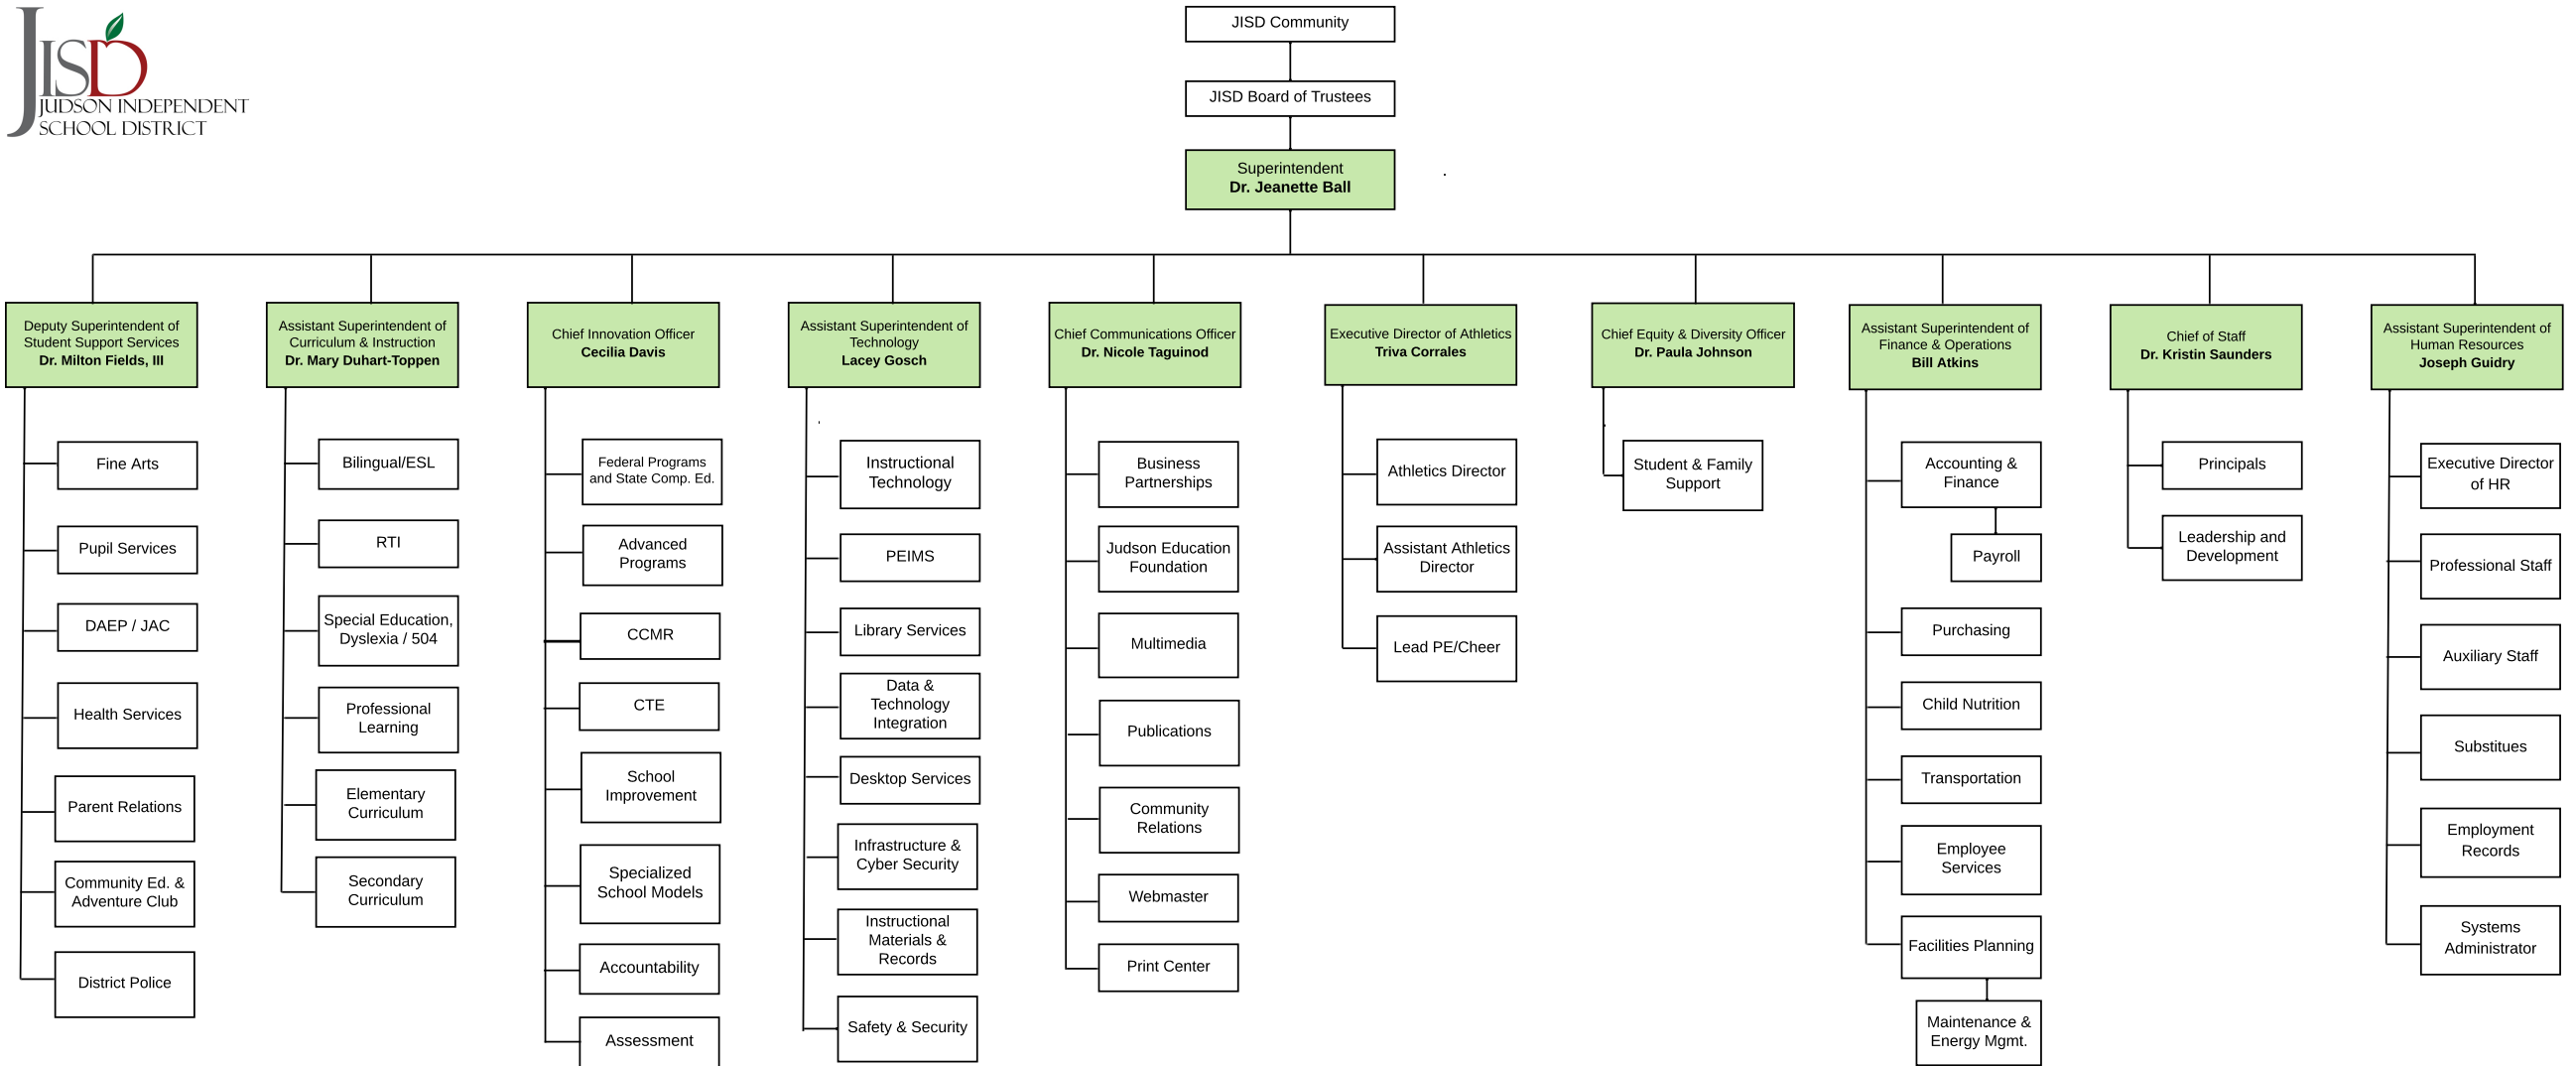 JISD
JUDSON INDEPENDENT
SCHOOL DISTRICT
JISD Community
JISD Board of Trustees
Superintendent
Dr. Jeanette Ball
Deputy Superintendent of
Student Support Services
Dr. Milton Fields, III
Fine Arts
Pupil Services
DAEP / JAC
Health Services
Parent Relations
Community Ed. &
Adventure Club
District Police
Assistant Superintendent of
Curriculum & Instruction
Dr. Mary Duhart-Toppen
Bilingual/ESL
RTI
Special Education,
Dyslexia / 504
Professional
Learning
Elementary
Curriculum
Secondary
Curriculum
Chief Innovation Officer
Cecilia Davis
Federal Programs
and State Comp. Ed.
Advanced
Programs
CCMR
CTE
School
Improvement
Specialized
School Models
Accountability
Assessment
Assistant Superintendent of
Technology
Lacey Gosch
Instructional
Technology
PEIMS
Library Services
Data &
Technology
Integration
Desktop Services
Infrastructure &
Cyber Security
Instructional
Materials &
Records
Safety & Security
Chief Communications Officer
Dr. Nicole Taguinod
Business
Partnerships
Judson Education
Foundation
Multimedia
Publications
Community
Relations
Webmaster
Print Center
Executive Director of Athletics
Triva Corrales
Athletics Director
Assistant Athletics
Director
Lead PE/Cheer
Chief Equity & Diversity Officer
Dr. Paula Johnson
Student & Family
Support
Assistant Superintendent of
Finance & Operations
Bill Atkins
Accounting &
Finance
Payroll
Purchasing
Child Nutrition
Transportation
Employee
Services
Facilities Planning
Maintenance &
Energy Mgmt.
Chief of Staff
Dr. Kristin Saunders
Principals
Leadership and
Development
Assistant Superintendent of
Human Resources
Joseph Guidry
Executive Director
of HR
Professional Staff
Auxiliary Staff
Substitues
Employment
Records
Systems
Administrator